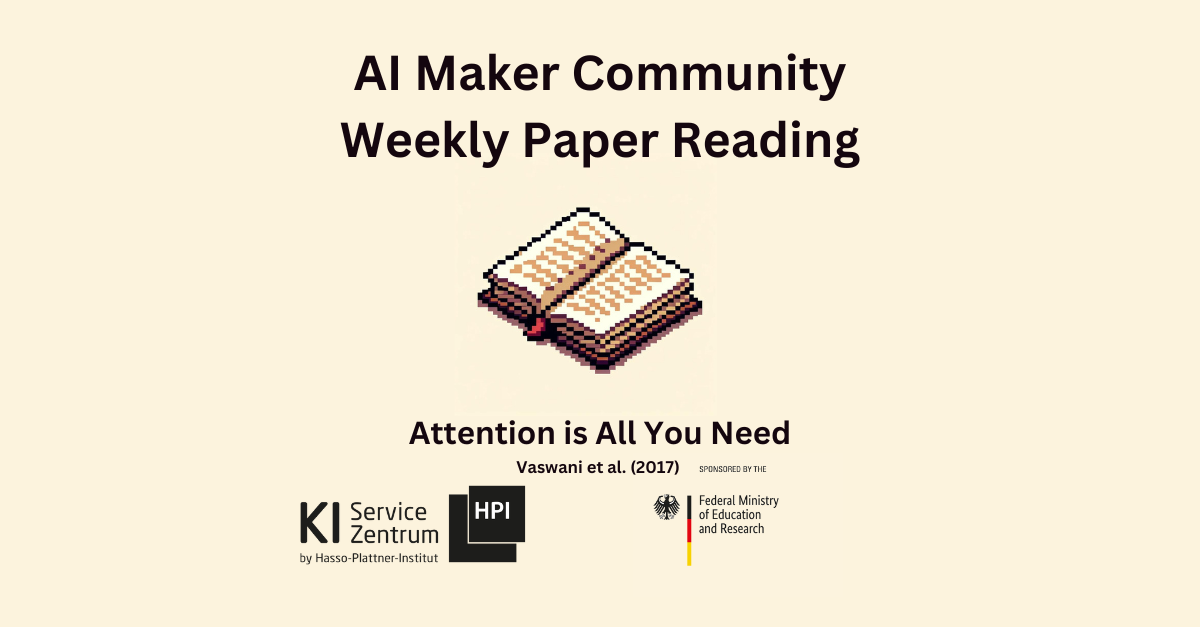 AI Maker Community
Weekly Paper Reading
Attention is All You Need
Vaswani et al. (2017)
SPONSORED BY THE
KI Service
Zentrum
by Hasso-Plattner-Institut
HPI
Federal Ministry
of Education
and Research